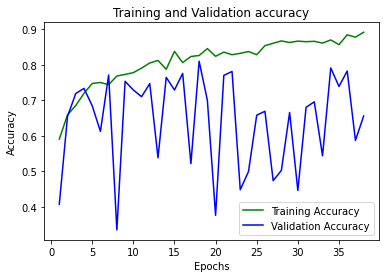 Training and Validation accuracy
0.9
0.8
0.7
0.6
0.5
0.4
Accuracy
Training Accuracy
Validation Accuracy
0 5 10 15 20 25 30 35
Epochs